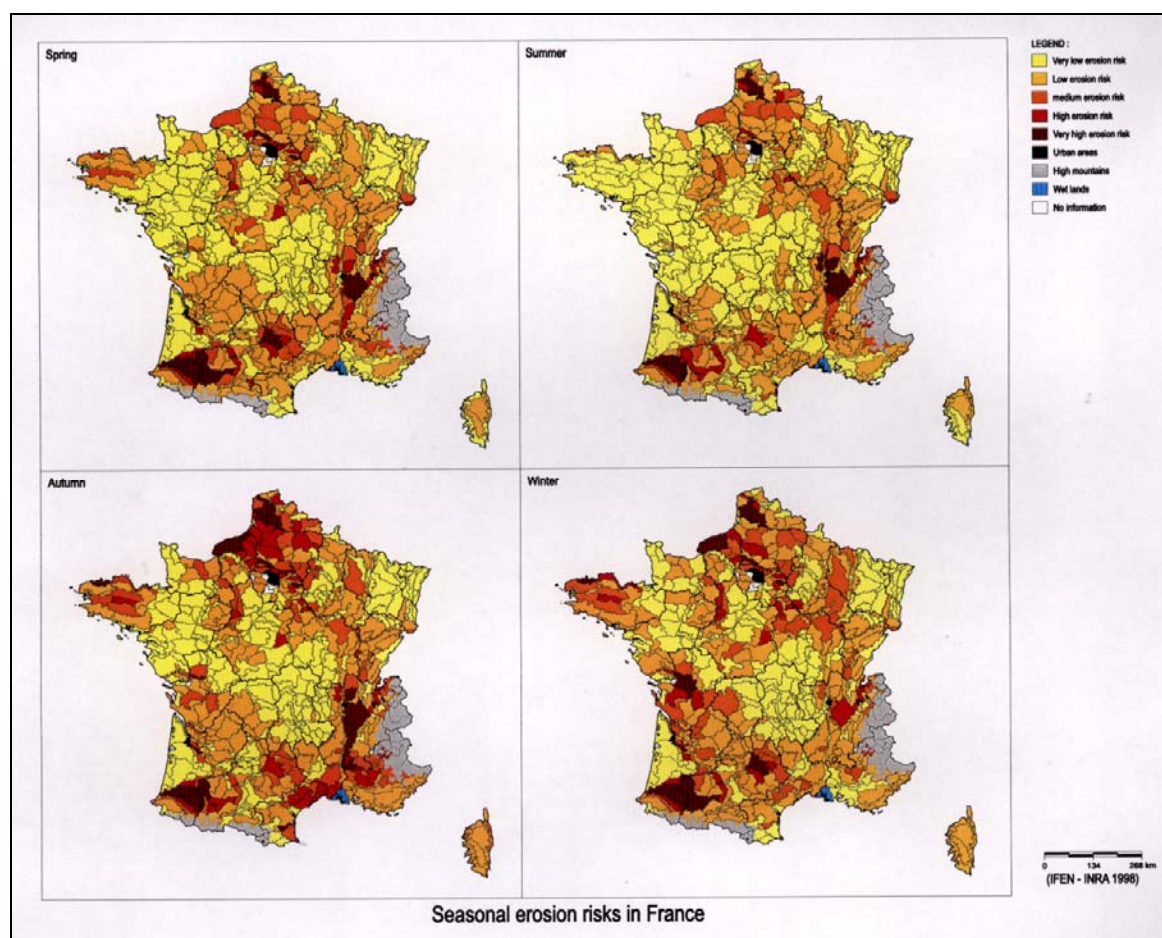 Spring
Summer
LEGEND :
Very low erosion risk
Low erosion risk
medium erosion risk
High erosion risk
Very high erosion risk
Urban areas
High mountains
Wet lands
No information
Autumn
Winter
0 134 268 km
(IFEN - INRA 1998)
Seasonal erosion risks in France